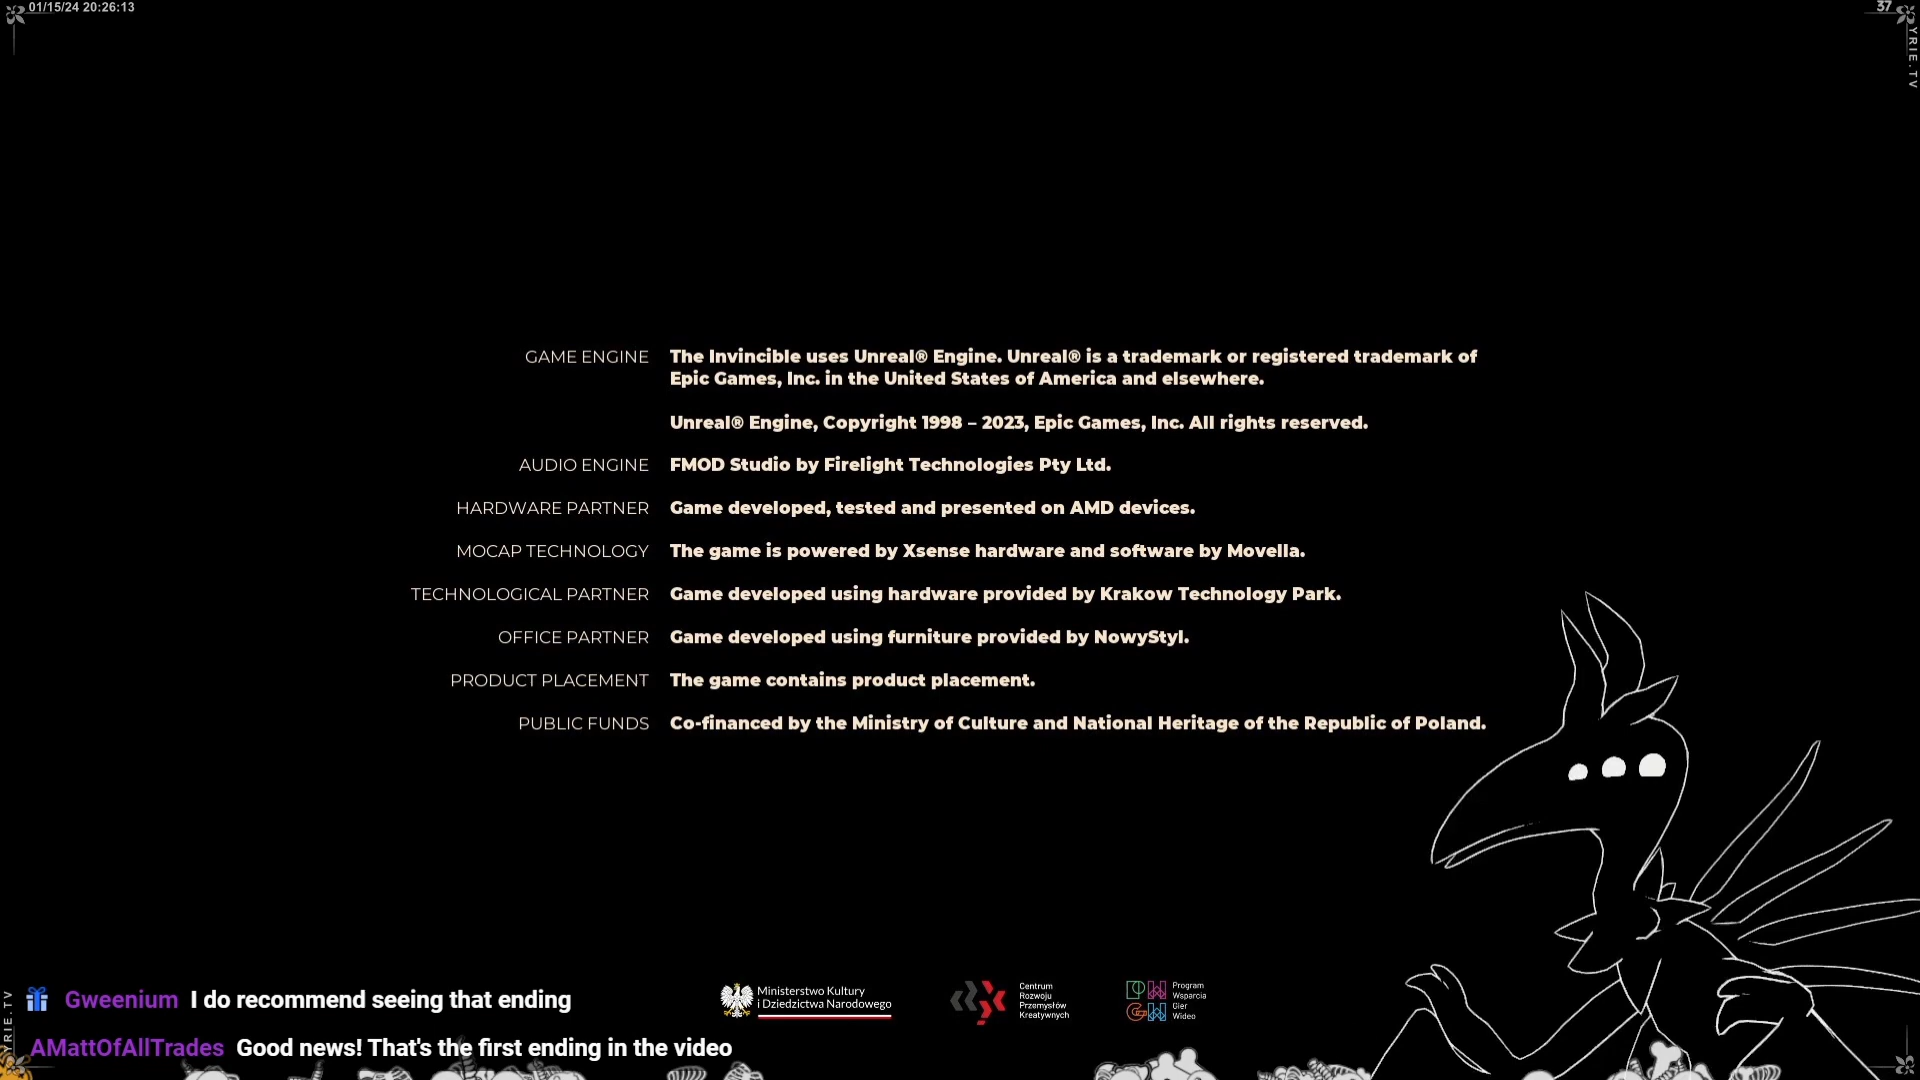 01/15/24 20:26:13
37
YRIE.TV
GAME ENGINE The Invincible uses Unreal® Engine. Unreal® is a trademark or registered trademark of
Epic Games, Inc. in the United States of America and elsewhere.
Unreal® Engine, Copyright 1998 – 2023, Epic Games, Inc. All rights reserved.
AUDIO ENGINE FMOD Studio by Firelight Technologies Pty Ltd.
HARDWARE PARTNER Game developed, tested and presented on AMD devices.
MOCAP TECHNOLOGY The game is powered by Xsense hardware and software by Movella.
TECHNOLOGICAL PARTNER Game developed using hardware provided by Krakow Technology Park.
OFFICE PARTNER Game developed using furniture provided by NowyStyl.
PRODUCT PLACEMENT The game contains product placement.
PUBLIC FUNDS Co-financed by the Ministry of Culture and National Heritage of the Republic of Poland.
Ministerstwo Kultury
i Dziedzictwa Narodowego
Centrum
Rozwoju
Przemysłów
Kreatywnych
Program
Wsparcia
Gier
Wideo
Gweenium I do recommend seeing that ending
AMattOfAllTrades Good news! That's the first ending in the video
YRIE.TV